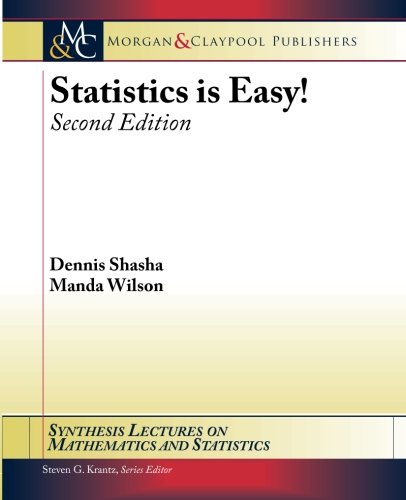 M
&C
MORGAN&CLAYPOOL PUBLISHERS
Statistics is Easy!
Second Edition
Dennis Shasha
Manda Wilson
SYNTHESIS LECTURES ON
MATHEMATICS AND STATISTICS
Steven G. Krantz, Series Editor